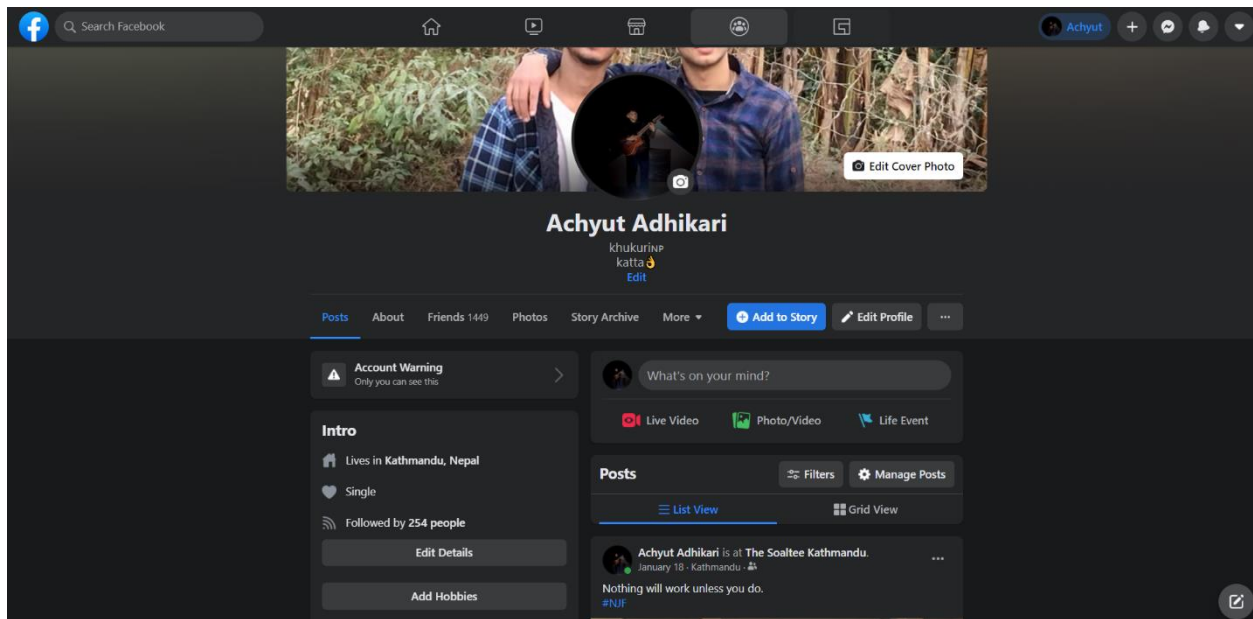 Search Facebook
Achyut
Edit Cover Photo
Achyut Adhikari
khukuriɴᴘ
katta👌
Edit
Posts About Friends 1449 Photos Story Archive More Add to Story Edit Profile ...
Account Warning
Only you can see this
Intro
Lives in Kathmandu, Nepal
Single
Followed by 254 people
Edit Details
Add Hobbies
What's on your mind?
Live Video Photo/Video Life Event
Posts Filters Manage Posts
List View Grid View
Achyut Adhikari is at The Soaltee Kathmandu.
January 18 · Kathmandu ·
Nothing will work unless you do.
#NJF